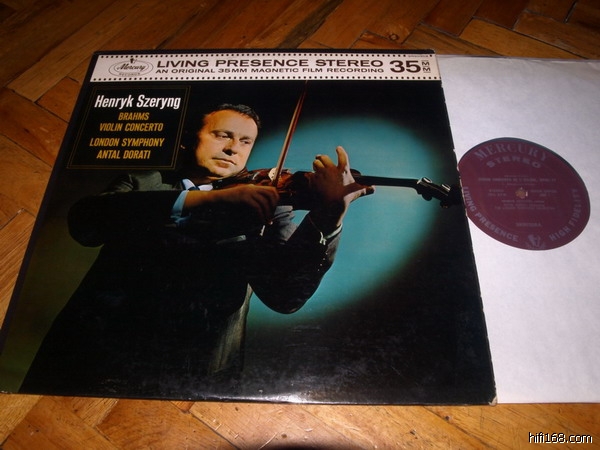 Mercury
LIVING PRESENCE STEREO 35 MM
AN ORIGINAL 35MM MAGNETIC FILM RECORDING
Henryk Szeryng
BRAHMS
VIOLIN CONCERTO
LONDON SYMPHONY
ANTAL DORATI
MERCURY
STEREO
LIVING PRESENCE
HIGH FIDELITY
hifi168.com